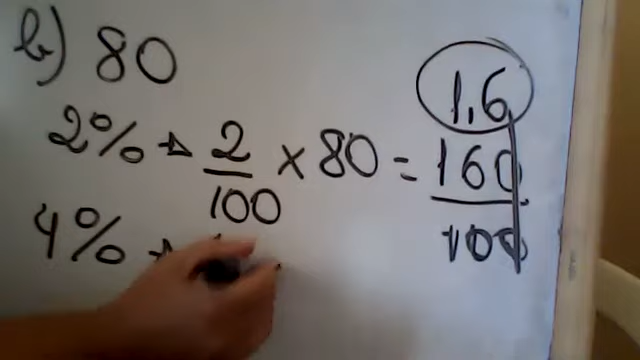 b) 80
1,6
2% → 2/100 × 80 = 160/100
4% →